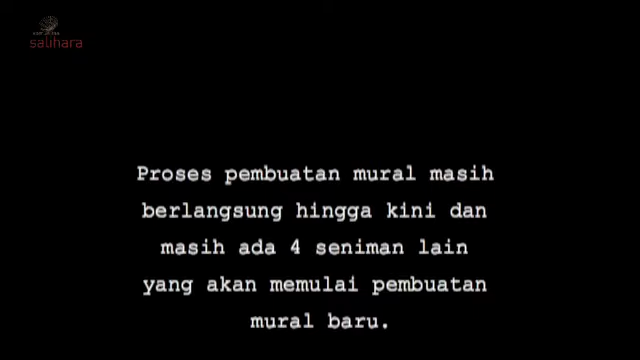 salihara
Proses pembuatan mural masih
berlangsung hingga kini dan
masih ada 4 seniman lain
yang akan memulai pembuatan
mural baru.